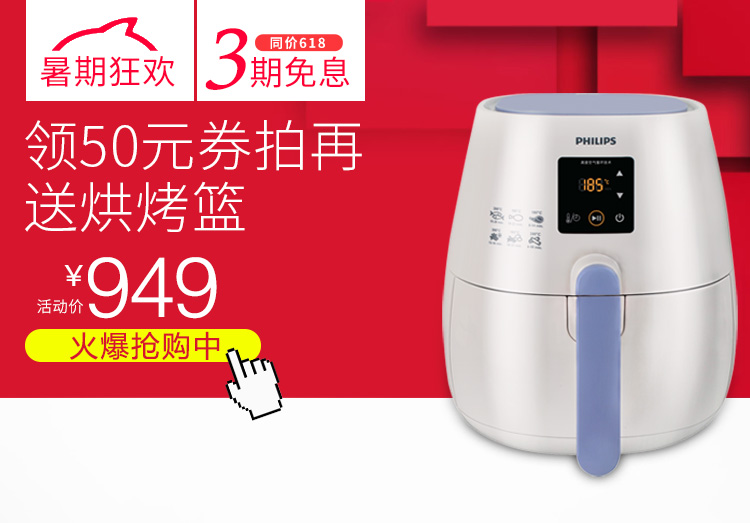 暑期狂欢
同价618
3期免息
领50元券拍再
送烘烤篮
活动价
¥949
火爆抢购中
PHILIPS
185℃